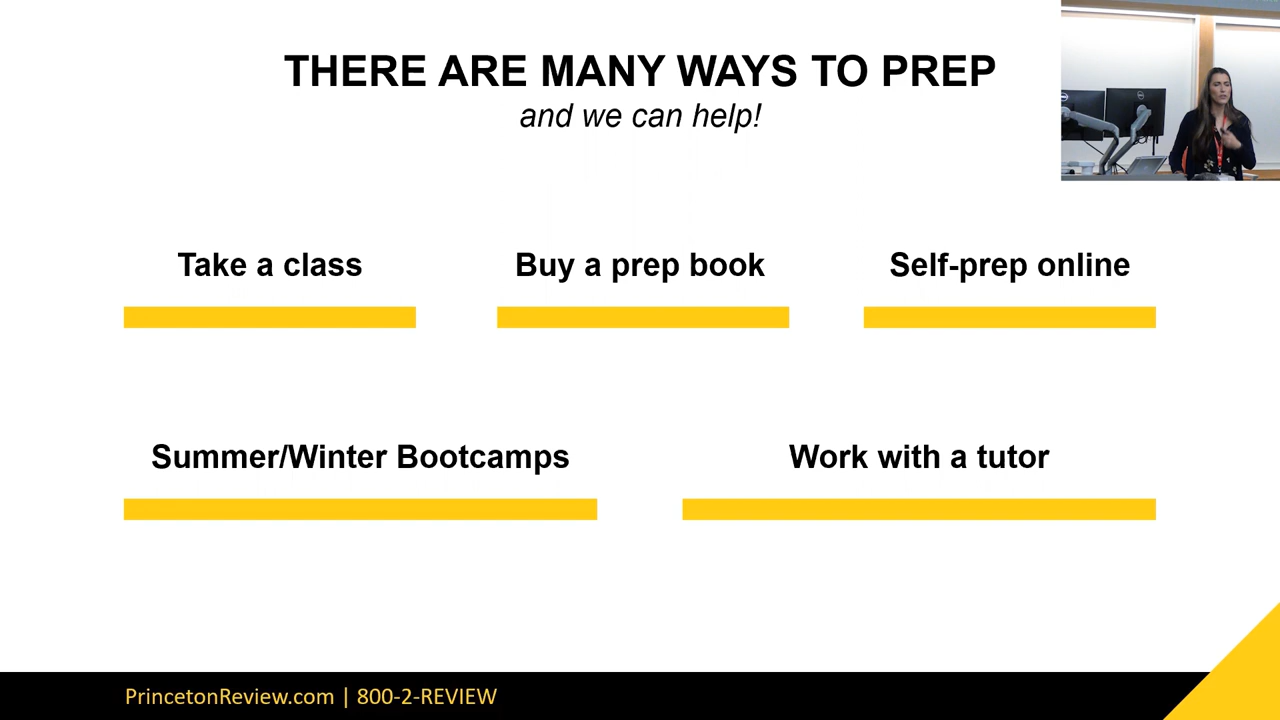 THERE ARE MANY WAYS TO PREP
and we can help!
Take a class
Buy a prep book
Self-prep online
Summer/Winter Bootcamps
Work with a tutor
PrincetonReview.com | 800-2-REVIEW